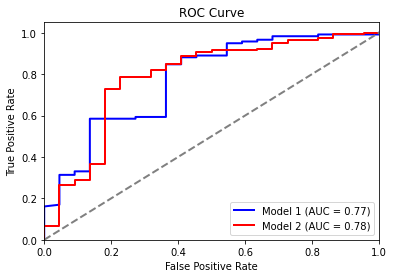 ROC Curve
True Positive Rate
1.0
0.8
0.6
0.4
0.2
0.0
Model 1 (AUC = 0.77)
Model 2 (AUC = 0.78)
0.0 0.2 0.4 0.6 0.8 1.0
False Positive Rate